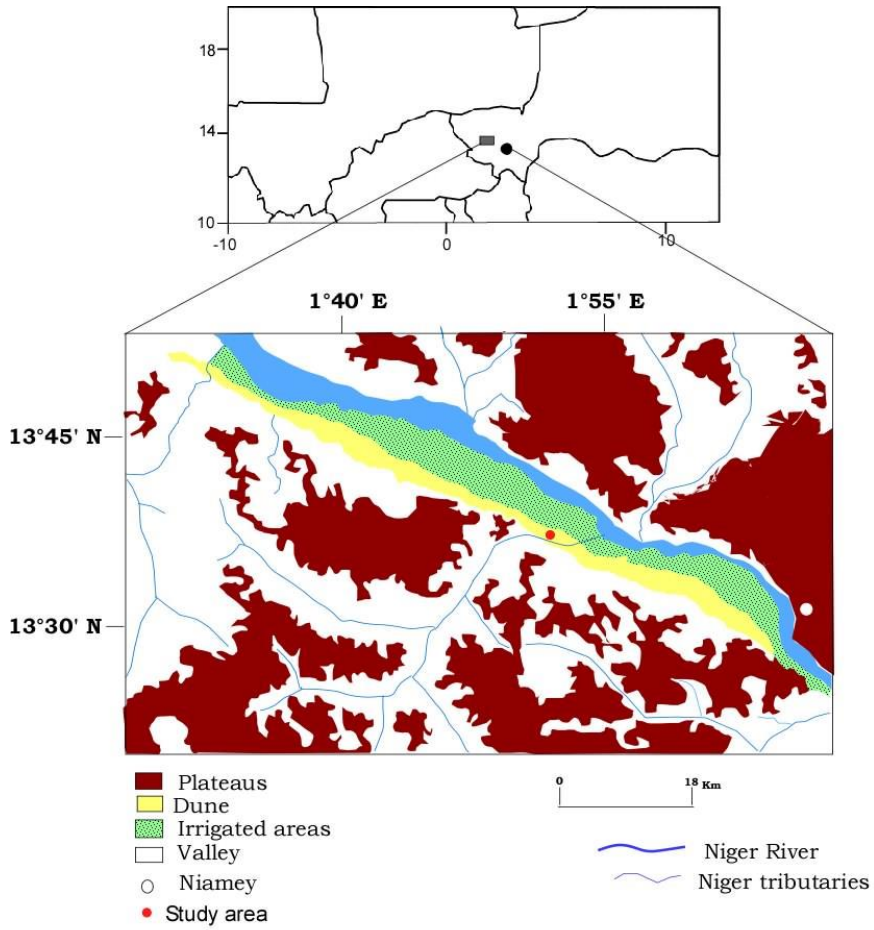 18
14
10
-10
0
10
1°40' E
1°55' E
13°45' N
13°30' N
Plateaus
Dune
Irrigated areas
Valley
Niamey
Study area
0
18 Km
Niger River
Niger tributaries